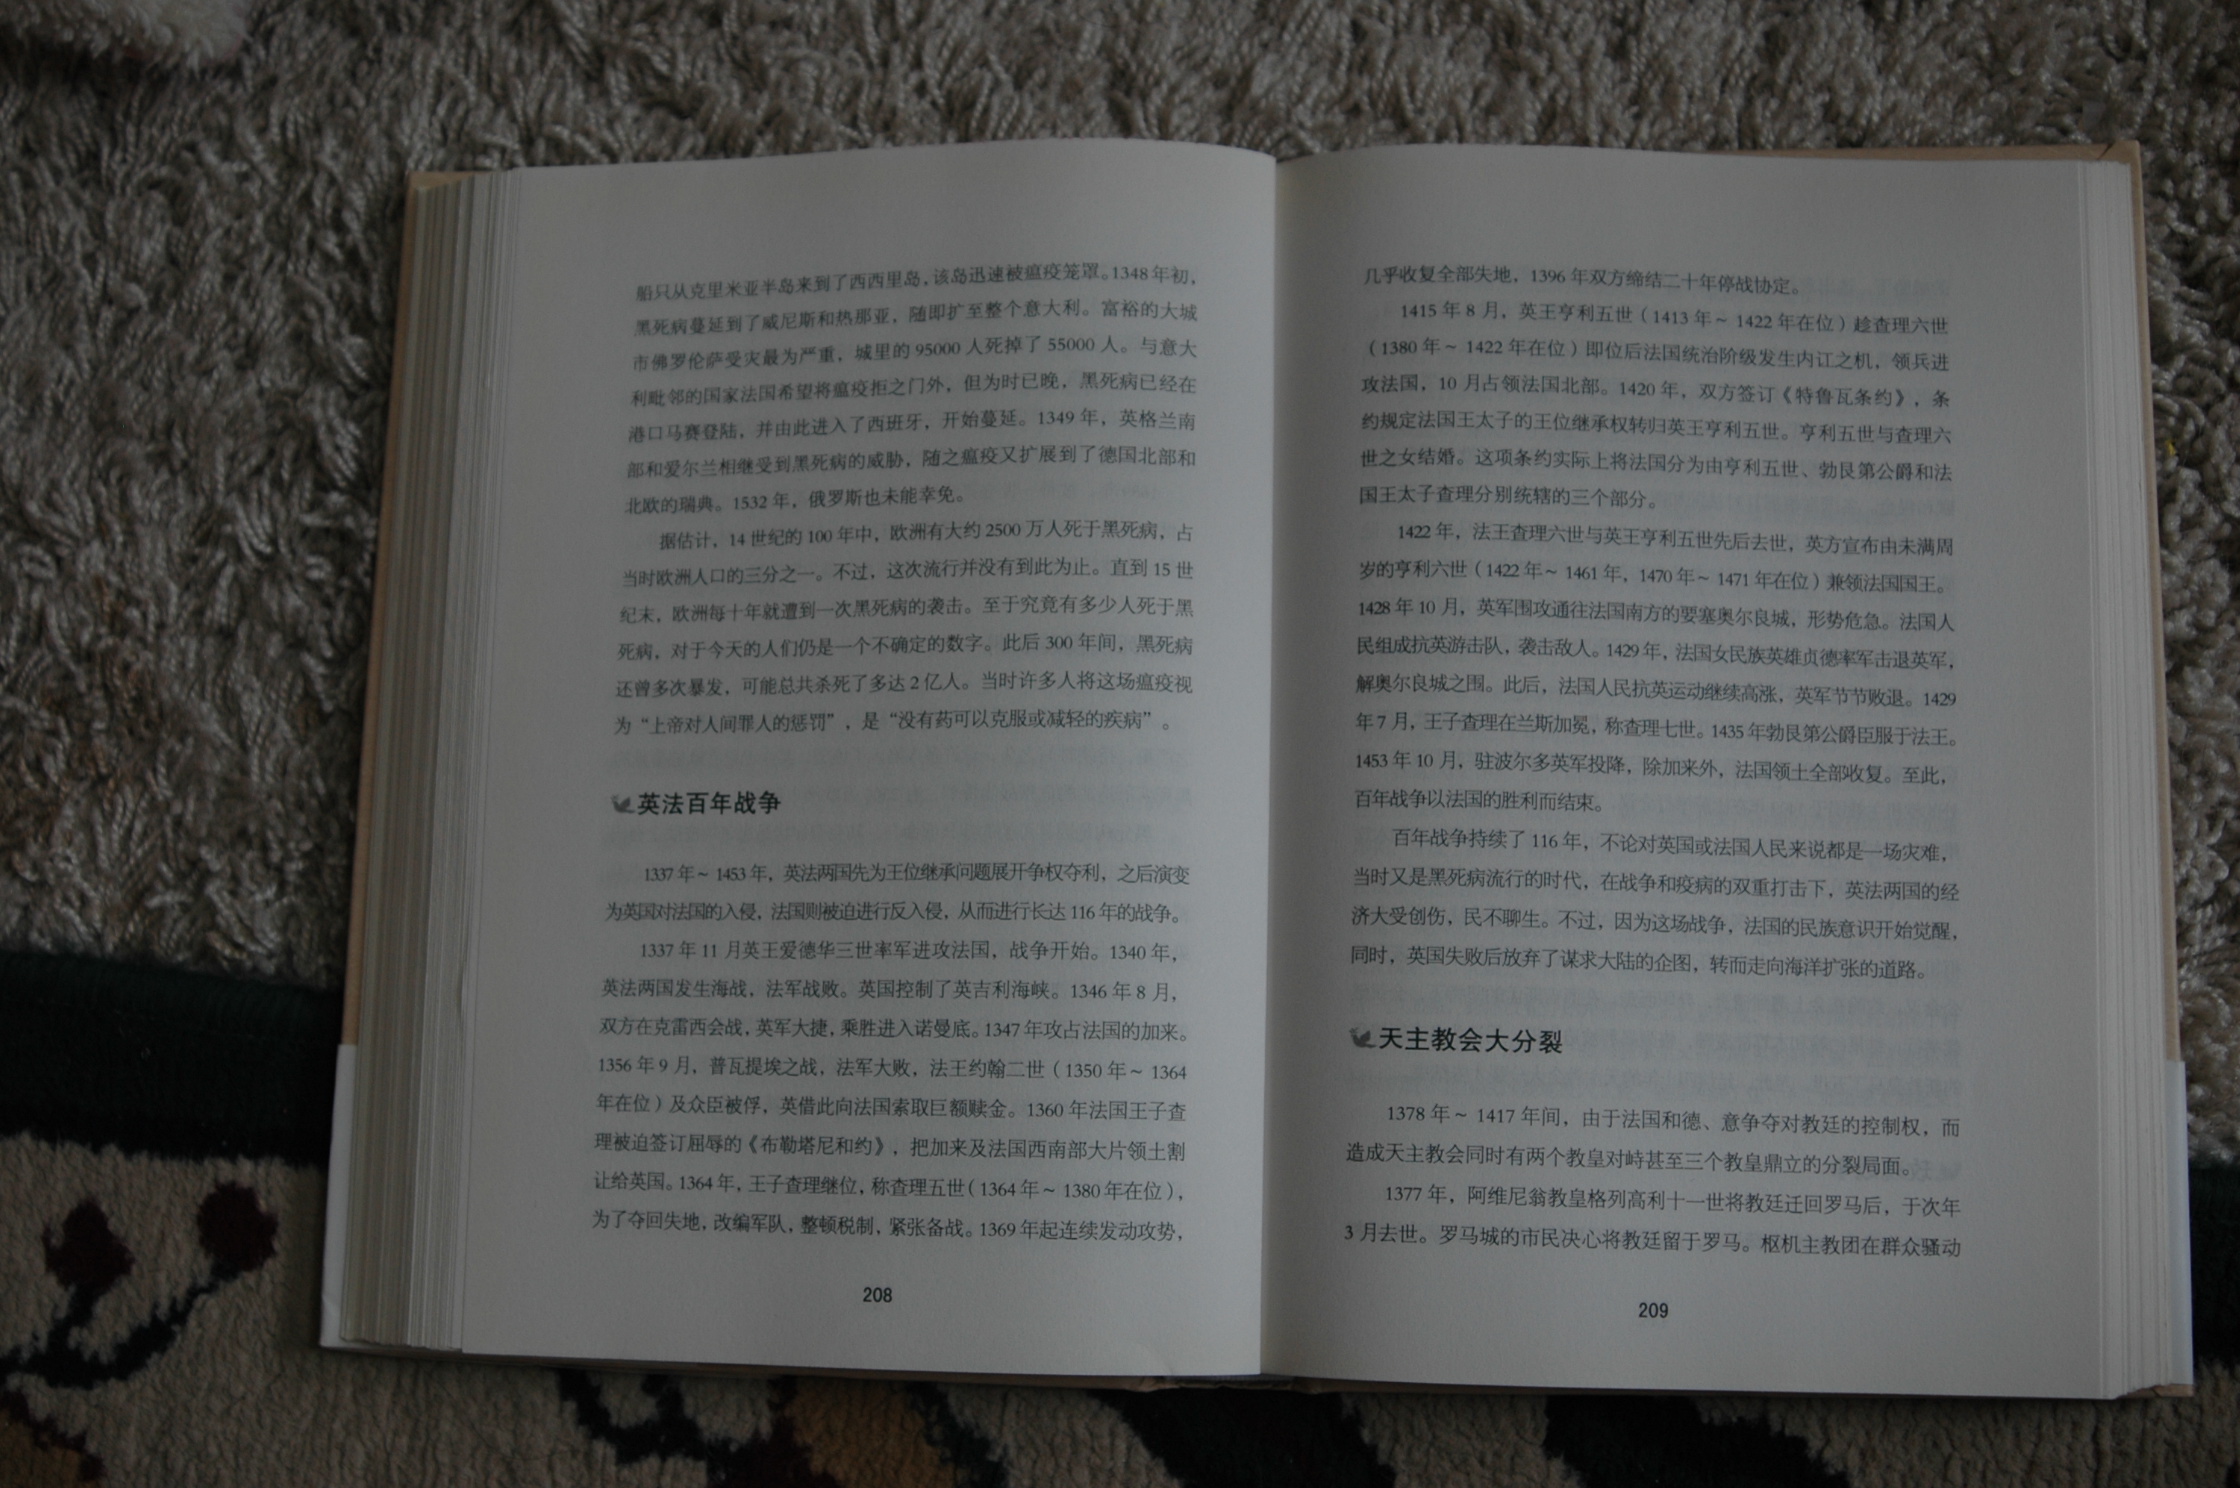 船只从克里米亚半岛来到了西西里岛，该岛迅速被瘟疫笼罩。1348年初，
黑死病蔓延到了威尼斯和热那亚，随即扩至整个意大利。富裕的大城
市佛罗伦萨受灾最为严重，城里的95000人死掉了55000人。与意大
利毗邻的国家法国希望将瘟疫拒之门外，但为时已晚，黑死病已经在
港口马赛登陆，并由此进入了西班牙，开始蔓延。1349年，英格兰南
部和爱尔兰相继受到黑死病的威胁，随之瘟疫又扩展到了德国北部和
北欧的瑞典。1532年，俄罗斯也未能幸免。
据估计，14世纪的100年中，欧洲有大约2500万人死于黑死病，占
当时欧洲人口的三分之一。不过，这次流行并没有到此为止。直到15世
纪末，欧洲每十年就遭到一次黑死病的袭击。至于究竟有多少人死于黑
死病，对于今天的人们仍是一个不确定的数字。此后300年间，黑死病
还曾多次暴发，可能总共杀死了多达2亿人。当时许多人将这场瘟疫视
为“上帝对人间罪人的惩罚”，是“没有药可以克服或减轻的疾病”。
英法百年战争
1337年～1453年，英法两国先为王位继承问题展开争权夺利，之后演变
为英国对法国的入侵，法国则被迫进行反入侵，从而进行长达116年的战争。
1337年11月英王爱德华三世率军进攻法国，战争开始。1340年，
英法两国发生海战，法军战败。英国控制了英吉利海峡。1346年8月，
双方在克雷西会战，英军大捷，乘胜进入诺曼底。1347年攻占法国的加来。
1356年9月，普瓦提埃之战，法军大败，法王约翰二世（1350年～1364
年在位）及众臣被俘，英借此向法国索取巨额赎金。1360年法国王子查
理被迫签订屈辱的《布勒塔尼和约》，把加来及法国西南部大片领土割
让给英国。1364年，王子查理继位，称查理五世（1364年～1380年在位），
为了夺回失地，改编军队，整顿税制，紧张备战。1369年起连续发动攻势，
208
几乎收复全部失地，1396年双方缔结二十年停战协定。
1415年8月，英王亨利五世（1413年～1422年在位）趁查理六世
（1380年～1422年在位）即位后法国统治阶级发生内讧之机，领兵进
攻法国，10月占领法国北部。1420年，双方签订《特鲁瓦条约》，条
约规定法国王太子的王位继承权转归英王亨利五世。亨利五世与查理六
世之女结婚。这项条约实际上将法国分为由亨利五世、勃艮第公爵和法
国王太子查理分别统辖的三个部分。
1422年，法王查理六世与英王亨利五世先后去世，英方宣布由未满周
岁的亨利六世（1422年～1461年，1470年～1471年在位）兼领法国国王。
1428年10月，英军围攻通往法国南方的要塞奥尔良城，形势危急。法国人
民组成抗英游击队，袭击敌人。1429年，法国女民族英雄贞德率军击退英军，
解奥尔良城之围。此后，法国人民抗英运动继续高涨，英军节节败退。1429
年7月，王子查理在兰斯加冕，称查理七世。1435年勃艮第公爵臣服于法王。
1453年10月，驻波尔多英军投降，除加来外，法国领土全部收复。至此，
百年战争以法国的胜利而结束。
百年战争持续了116年，不论对英国或法国人民来说都是一场灾难，
当时又是黑死病流行的时代，在战争和疫病的双重打击下，英法两国的经
济大受创伤，民不聊生。不过，因为这场战争，法国的民族意识开始觉醒，
同时，英国失败后放弃了谋求大陆的企图，转而走向海洋扩张的道路。
天主教会大分裂
1378年～1417年间，由于法国和德、意争夺对教廷的控制权，而
造成天主教会同时有两个教皇对峙甚至三个教皇鼎立的分裂局面。
1377年，阿维尼翁教皇格列高利十一世将教廷迁回罗马后，于次年
3月去世。罗马城的市民决心将教廷留于罗马。枢机主教团在群众骚动
209